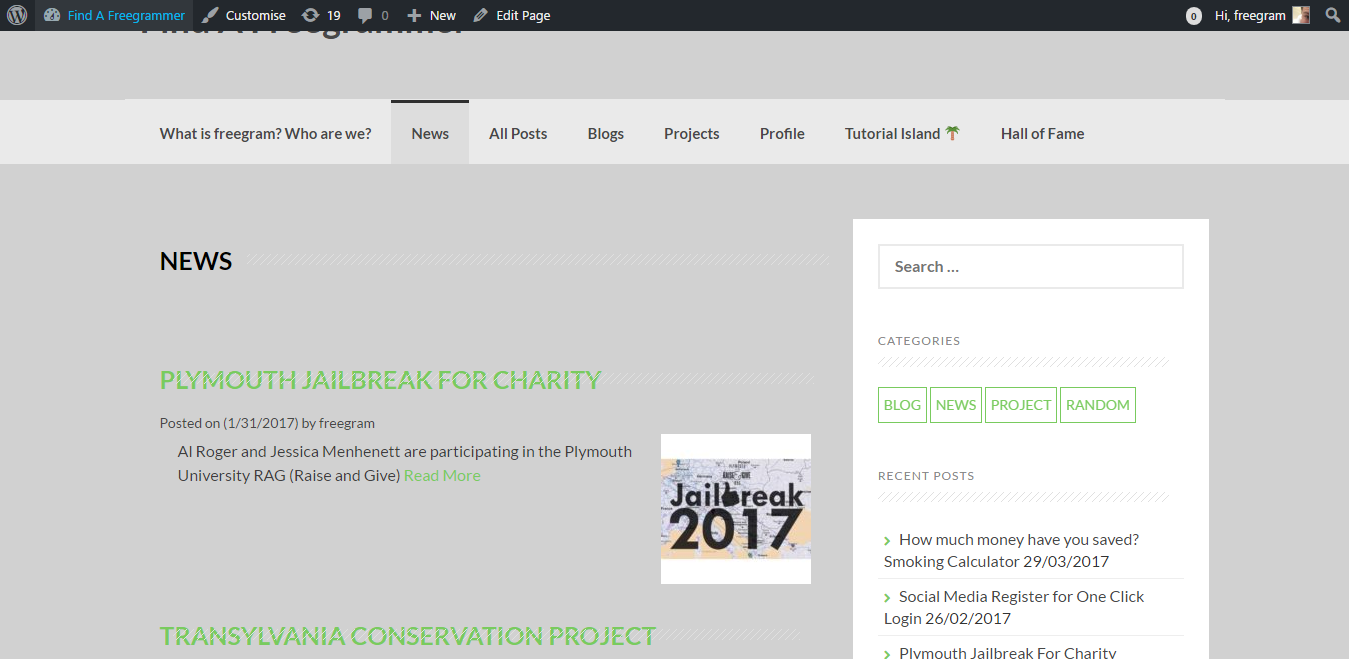 Find A Freegrammer Customise 19 0 New Edit Page 0 Hi, freegram
Find A Freegrammer
What is freegram? Who are we? News All Posts Blogs Projects Profile Tutorial Island 🌴 Hall of Fame
NEWS
PLYMOUTH JAILBREAK FOR CHARITY
Posted on (1/31/2017) by freegram
Al Roger and Jessica Menhenett are participating in the Plymouth
University RAG (Raise and Give) Read More
Jailbreak
2017
TRANSYLVANIA CONSERVATION PROJECT
Search ...
CATEGORIES
BLOG NEWS PROJECT RANDOM
RECENT POSTS
How much money have you saved?
Smoking Calculator 29/03/2017
Social Media Register for One Click
Login 26/02/2017
Plymouth Jailbreak For Charity